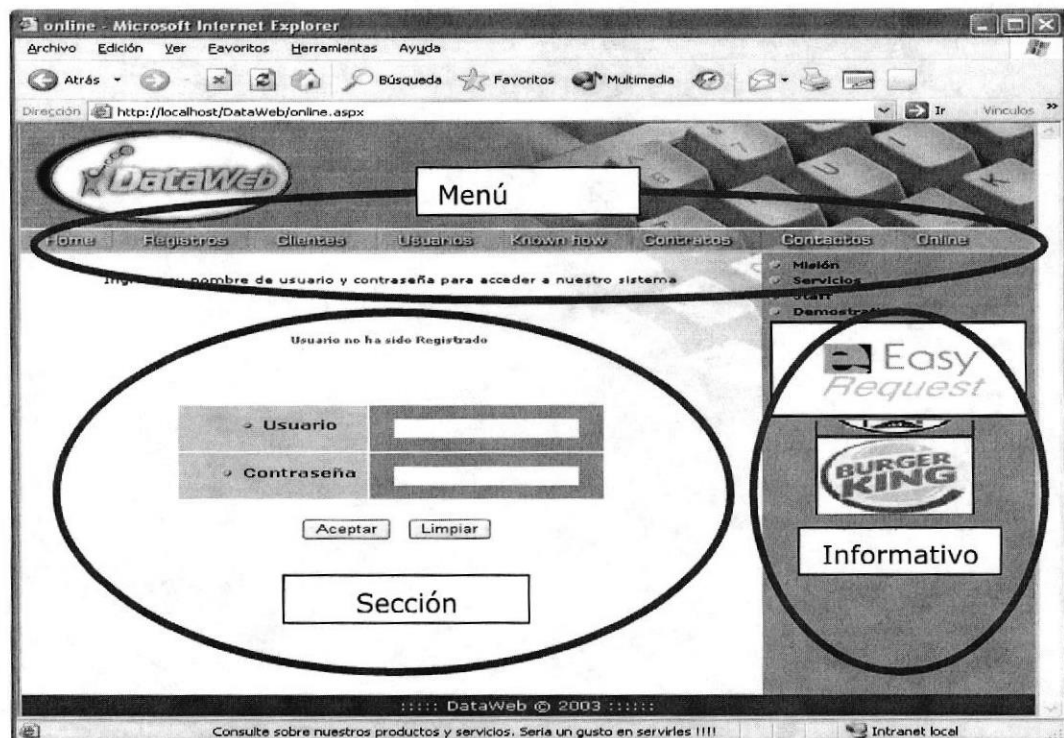 online - Microsoft Internet Explorer
Archivo Edición Ver Favoritos Herramientas Ayuda
Atrás Búsqueda Favoritos Multimedia
Dirección http://localhost/DataWeb/online.aspx Ir Vínculos »
DataWeb
Menú
Home Registros Clientes Usuarios Known how Contratos Contactos Online
nombre de usuario y contraseña para acceder a nuestro sistema
Misión
Servicios
Staff
Usuario no ha sido Registrado
Easy
Request
Usuario
Contraseña
BURGER
KING
Aceptar Limpiar
Informativo
Sección
::::: DataWeb © 2003 ::::::
Consulte sobre nuestros productos y servicios. Seria un gusto en servirles !!!! Intranet local